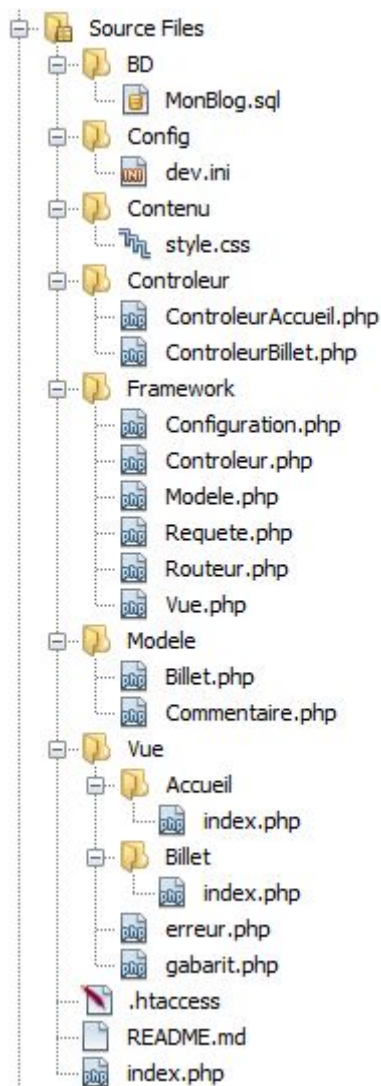 Source Files
BD
MonBlog.sql
Config
dev.ini
Contenu
style.css
Controleur
ControleurAccueil.php
ControleurBillet.php
Framework
Configuration.php
Controleur.php
Modele.php
Requete.php
Routeur.php
Vue.php
Modele
Billet.php
Commentaire.php
Vue
Accueil
index.php
Billet
index.php
erreur.php
gabarit.php
.htaccess
README.md
index.php